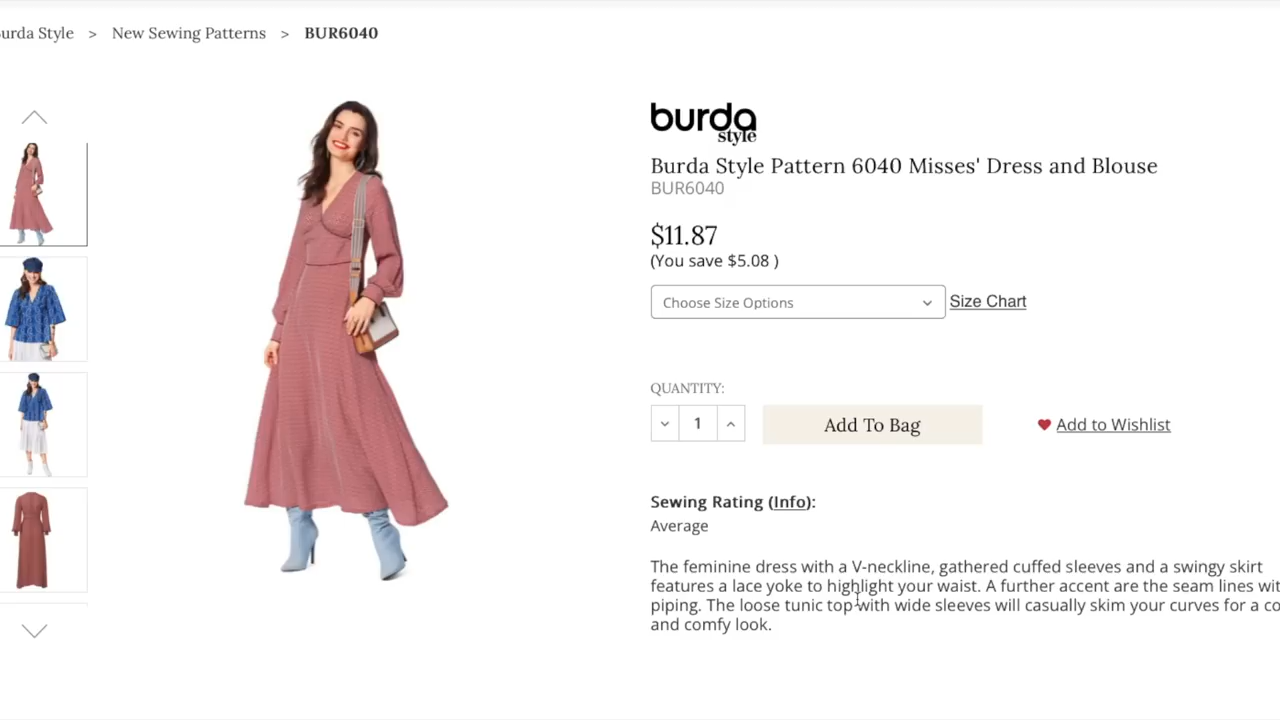 urda Style > New Sewing Patterns > BUR6040
burda
style
Burda Style Pattern 6040 Misses' Dress and Blouse
BUR6040
$11.87
(You save $5.08 )
Choose Size Options Size Chart
QUANTITY:
1 Add To Bag Add to Wishlist
Sewing Rating (Info):
Average
The feminine dress with a V-neckline, gathered cuffed sleeves and a swingy skirt
features a lace yoke to highlight your waist. A further accent are the seam lines wit
piping. The loose tunic top with wide sleeves will casually skim your curves for a co
and comfy look.